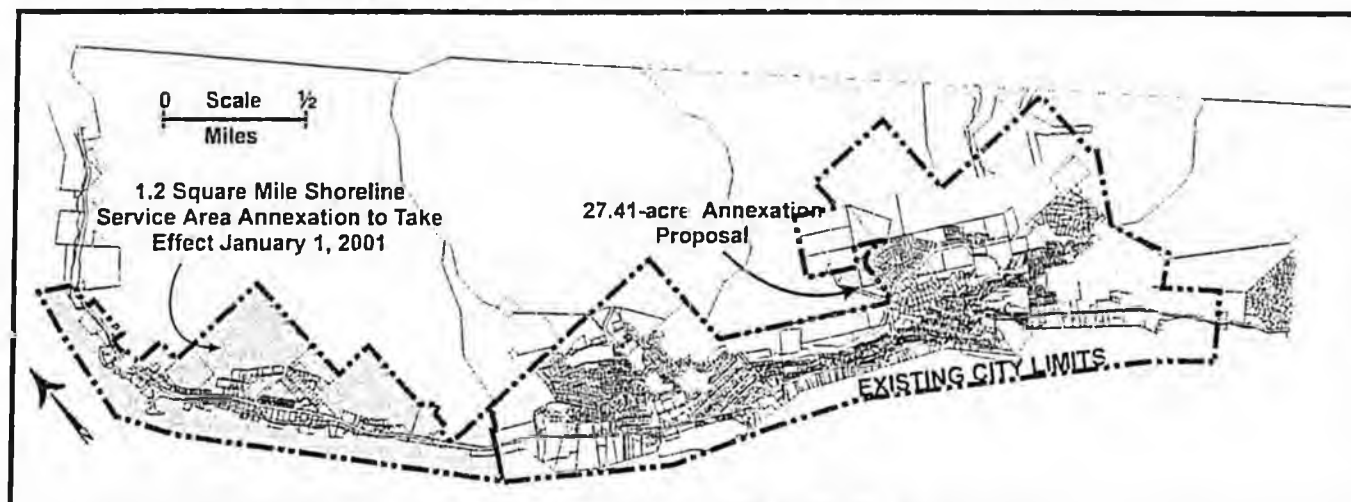 0 Scale ½
Miles
1.2 Square Mile Shoreline
Service Area Annexation to Take
Effect January 1, 2001
27.41-acre Annexation
Proposal
EXISTING CITY LIMITS